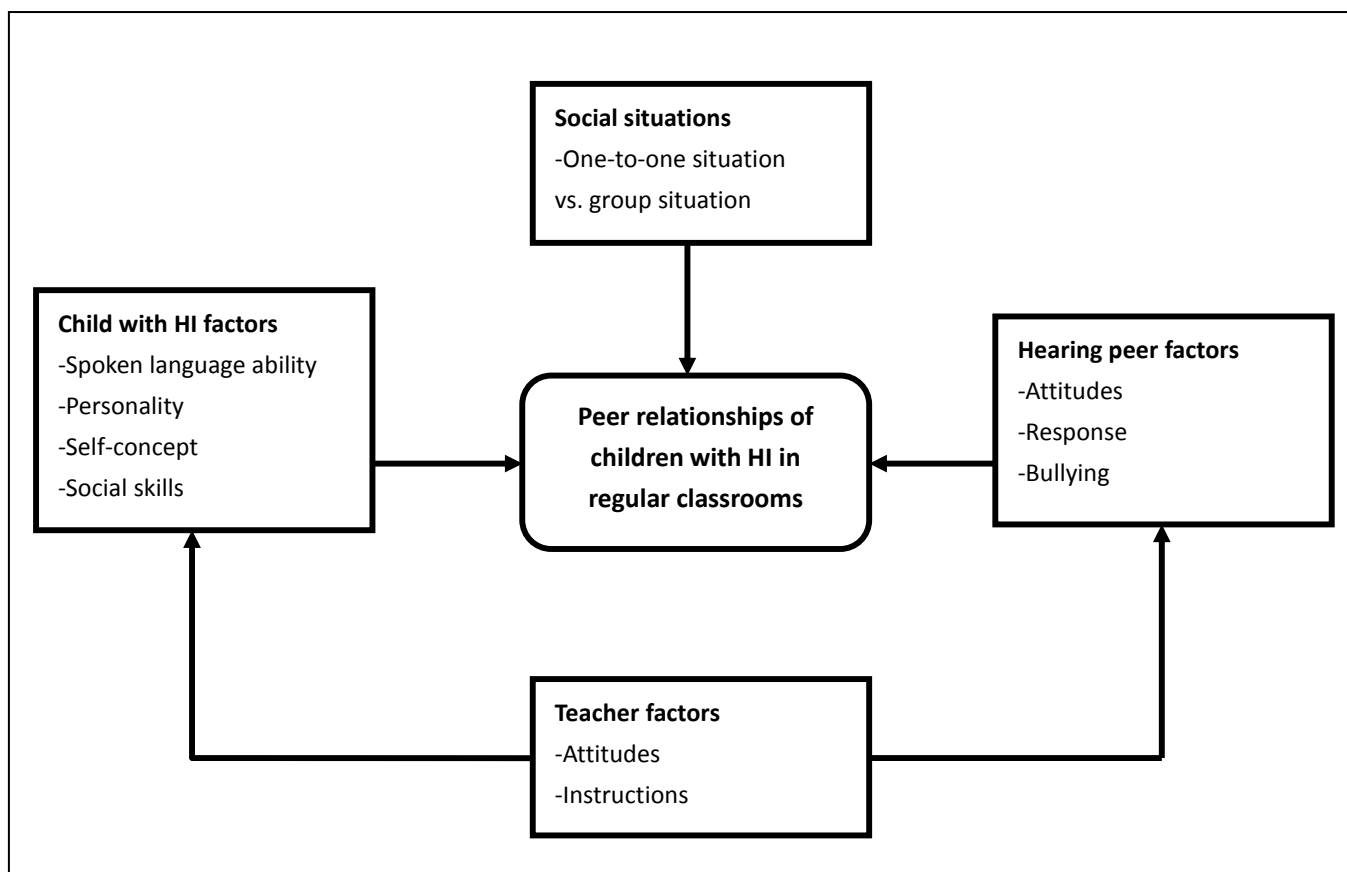 Social situations
-One-to-one situation
vs. group situation
Child with HI factors
-Spoken language ability
-Personality
-Self-concept
-Social skills
Peer relationships of
children with HI in
regular classrooms
Hearing peer factors
-Attitudes
-Response
-Bullying
Teacher factors
-Attitudes
-Instructions